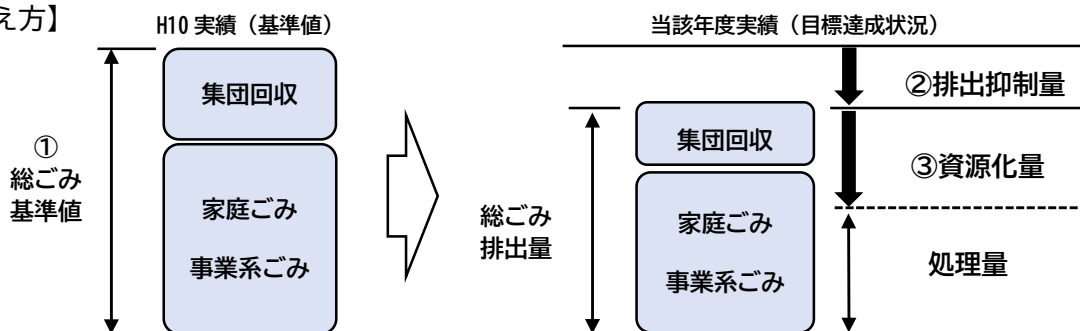 え方】
H10 実績（基準値）
集団回収
①
総ごみ
基準値
家庭ごみ
事業系ごみ
当該年度実績（目標達成状況）
②排出抑制量
集団回収
③資源化量
総ごみ
排出量
家庭ごみ
事業系ごみ
処理量